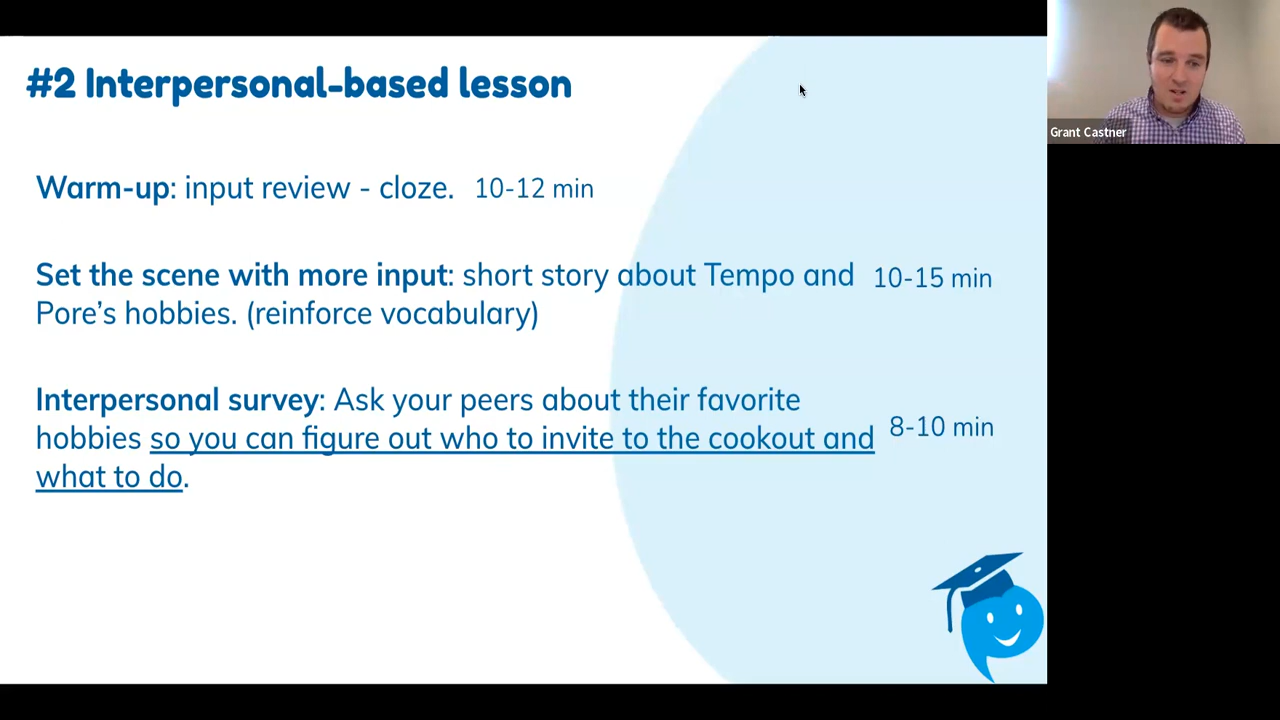 #2 Interpersonal-based lesson
Grant Castner
Warm-up: input review - cloze. 10-12 min
Set the scene with more input: short story about Tempo and 10-15 min
Pore's hobbies. (reinforce vocabulary)
Interpersonal survey: Ask your peers about their favorite
hobbies so you can figure out who to invite to the cookout and 8-10 min
what to do.